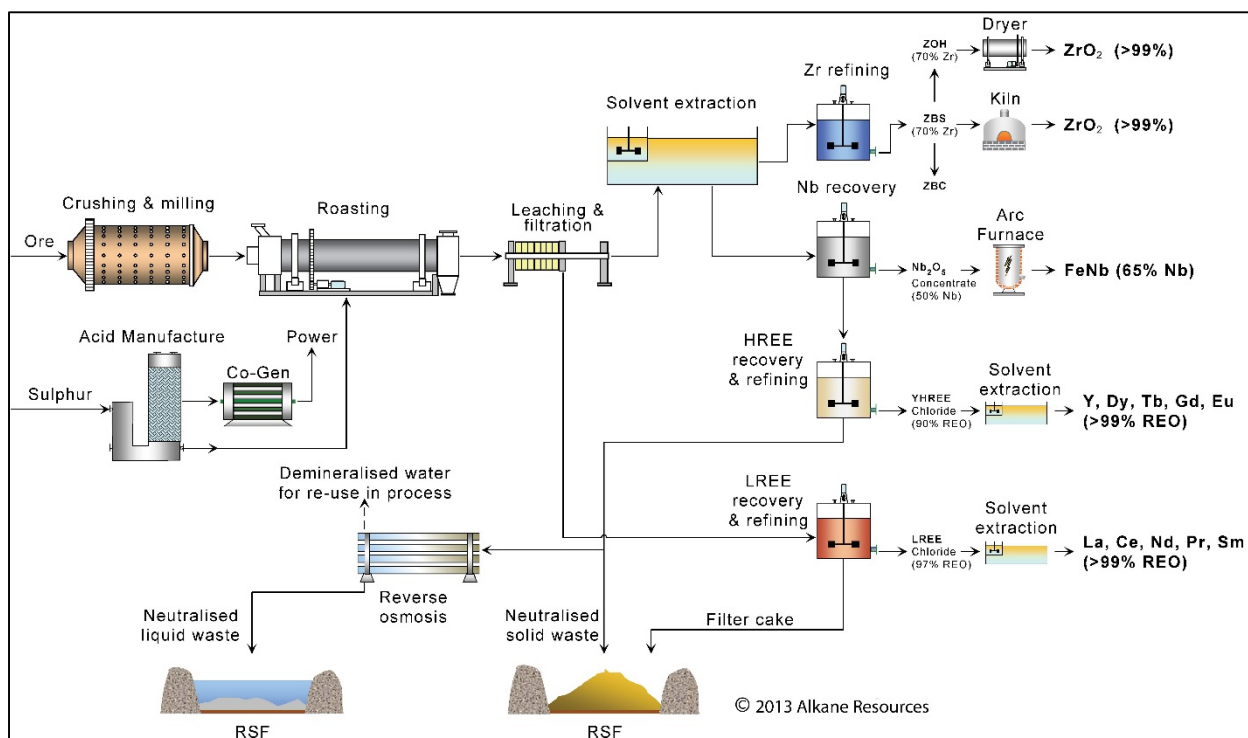 Dryer
ZOH
(70% Zr)
ZrO₂ (>99%)
Zr refining
Solvent extraction
Kiln
ZBS
(70% Zr)
ZrO₂ (>99%)
ZBC
Nb recovery
Crushing & milling
Roasting
Leaching &
filtration
Arc
Furnace
Ore
Nb₂O₅
Concentrate
(50% Nb)
FeNb (65% Nb)
Acid Manufacture
Power
Co-Gen
Sulphur
HREE
recovery
& refining
Solvent
extraction
YHREE
Chloride
(90% REO)
Y, Dy, Tb, Gd, Eu
(>99% REO)
Demineralised water
for re-use in process
LREE
recovery
& refining
Solvent
extraction
LREE
Chloride
(97% REO)
La, Ce, Nd, Pr, Sm
(>99% REO)
Reverse
osmosis
Neutralised
liquid waste
Neutralised
solid waste
Filter cake
© 2013 Alkane Resources
RSF
RSF